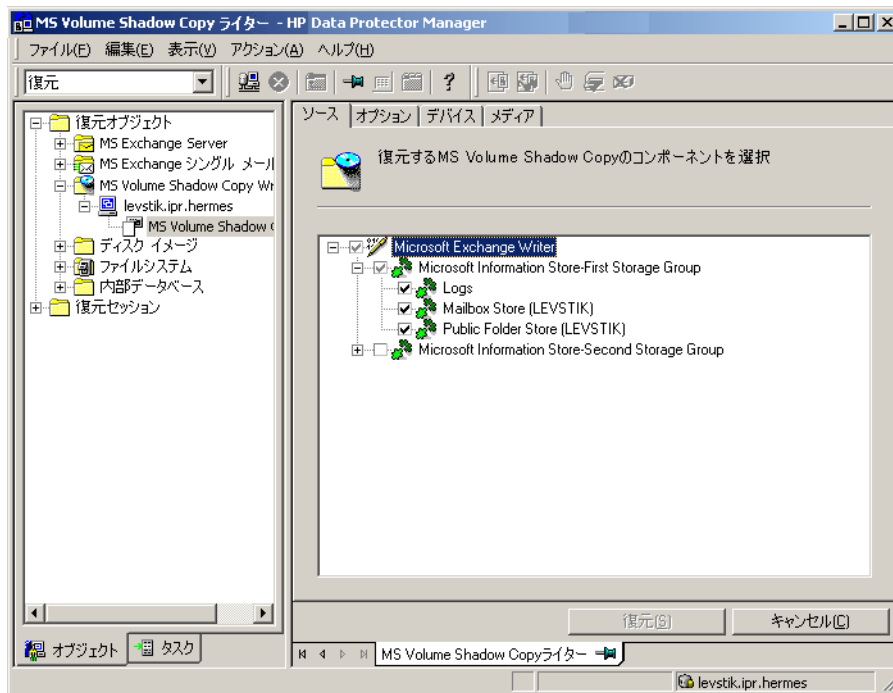 MS Volume Shadow Copy ライター - HP Data Protector Manager
ファイル(F) 編集(E) 表示(V) アクション(A) ヘルプ(H)
復元
ソース オプション デバイス メディア
復元オブジェクト
MS Exchange Server
MS Exchange シングル メール
MS Volume Shadow Copy Wr
levstik.ipr.hermes
MS Volume Shadow C
ディスク イメージ
ファイルシステム
内部データベース
復元セッション
復元するMS Volume Shadow Copyのコンポーネントを選択
Microsoft Exchange Writer
Microsoft Information Store-First Storage Group
Logs
Mailbox Store (LEVSTIK)
Public Folder Store (LEVSTIK)
Microsoft Information Store-Second Storage Group
復元(S) キャンセル(C)
オブジェクト タスク
MS Volume Shadow Copyライター
levstik.ipr.hermes